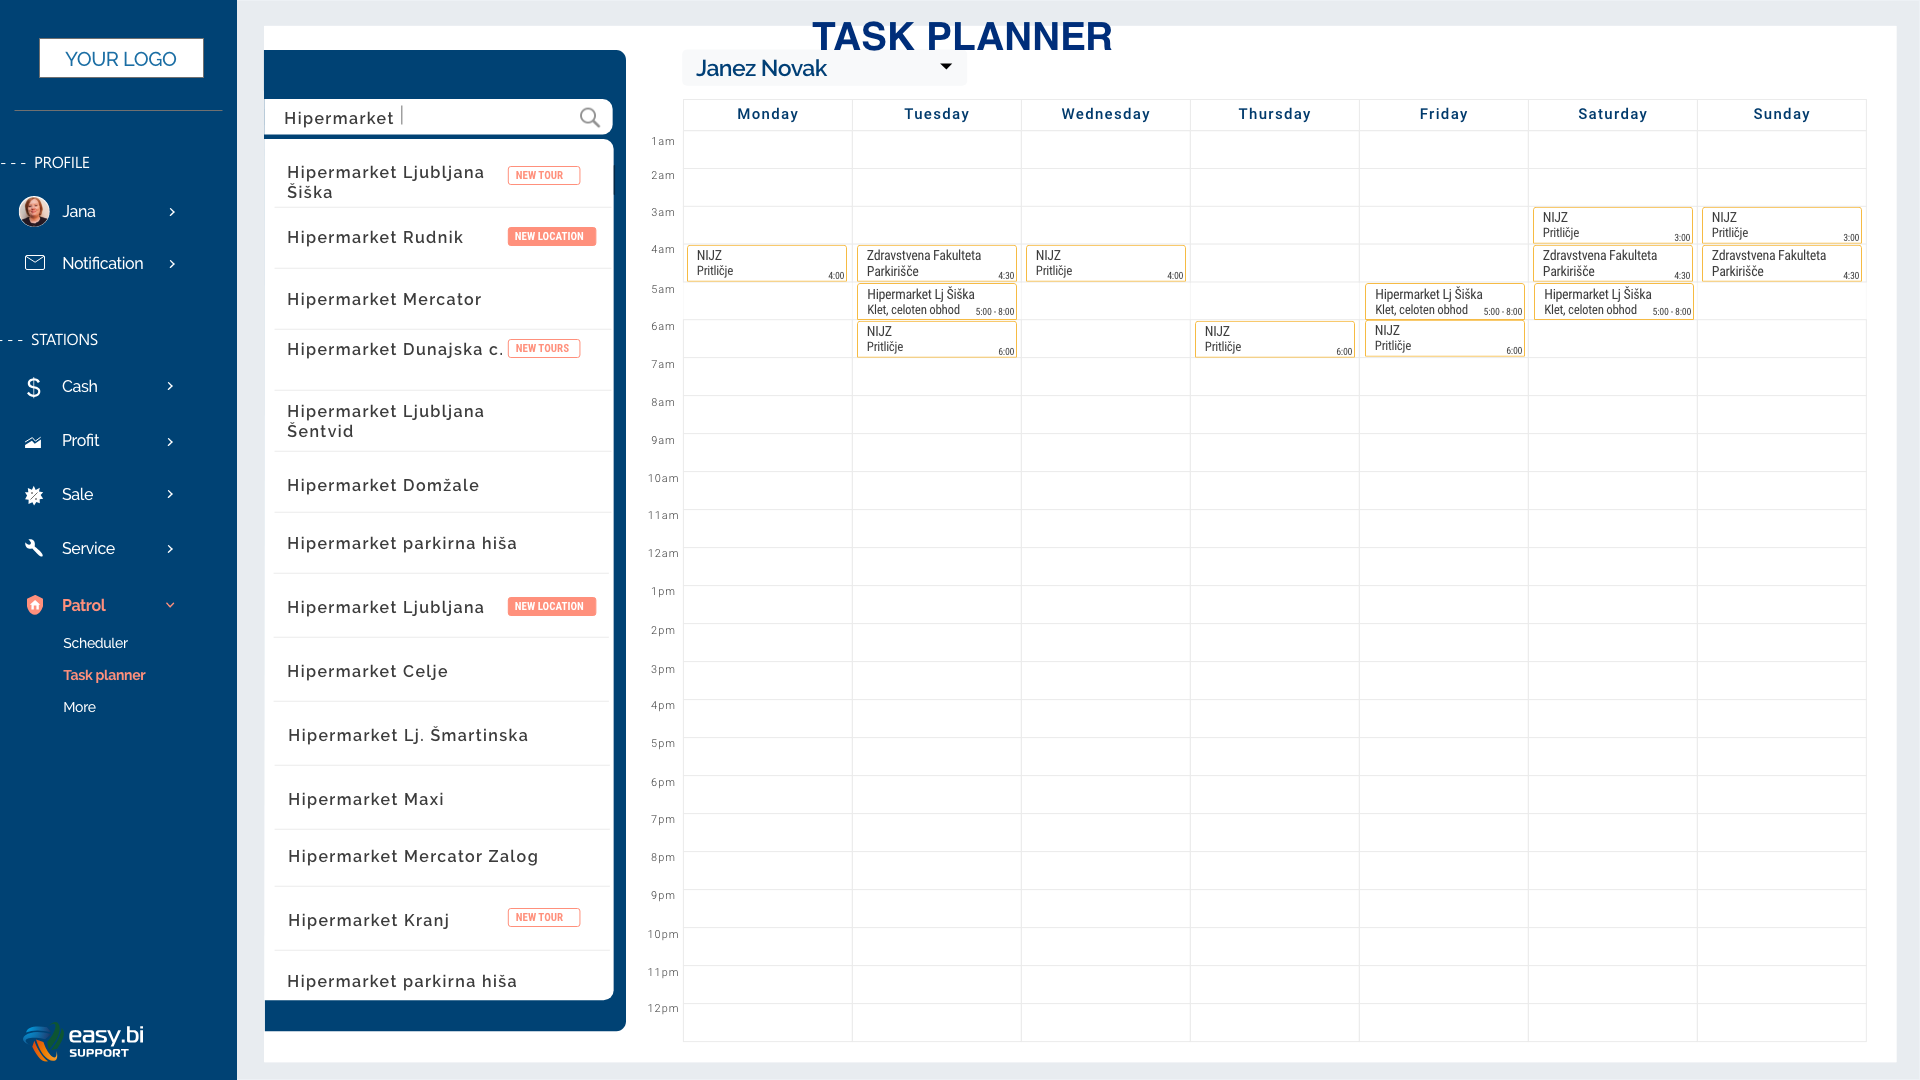 YOUR LOGO
- - - PROFILE
Jana
Notification
- - - STATIONS
Cash
Profit
Sale
Service
Patrol
Scheduler
Task planner
More
easy.bi
SUPPORT
TASK PLANNER
Janez Novak
Hipermarket
Hipermarket Ljubljana
Šiška
NEW TOUR
Hipermarket Rudnik
NEW LOCATION
Hipermarket Mercator
Hipermarket Dunajska c.
NEW TOURS
Hipermarket Ljubljana
Šentvid
Hipermarket Domžale
Hipermarket parkirna hiša
Hipermarket Ljubljana
NEW LOCATION
Hipermarket Celje
Hipermarket Lj. Šmartinska
Hipermarket Maxi
Hipermarket Mercator Zalog
Hipermarket Kranj
NEW TOUR
Hipermarket parkirna hiša
Monday
Tuesday
Wednesday
Thursday
Friday
Saturday
Sunday
1am
2am
3am
4am
5am
6am
7am
8am
9am
10am
11am
12am
1pm
2pm
3pm
4pm
5pm
6pm
7pm
8pm
9pm
10pm
11pm
12pm
NIJZ
Pritličje 4:00
Zdravstvena Fakulteta
Parkirišče 4:30
Hipermarket Lj Šiška
Klet, celoten obhod 5:00 - 8:00
NIJZ
Pritličje 6:00
NIJZ
Pritličje 4:00
NIJZ
Pritličje 6:00
Hipermarket Lj Šiška
Klet, celoten obhod 5:00 - 8:00
NIJZ
Pritličje 6:00
NIJZ
Pritličje 3:00
Zdravstvena Fakulteta
Parkirišče 4:30
Hipermarket Lj Šiška
Klet, celoten obhod 5:00 - 8:00
NIJZ
Pritličje 3:00
Zdravstvena Fakulteta
Parkirišče 4:30